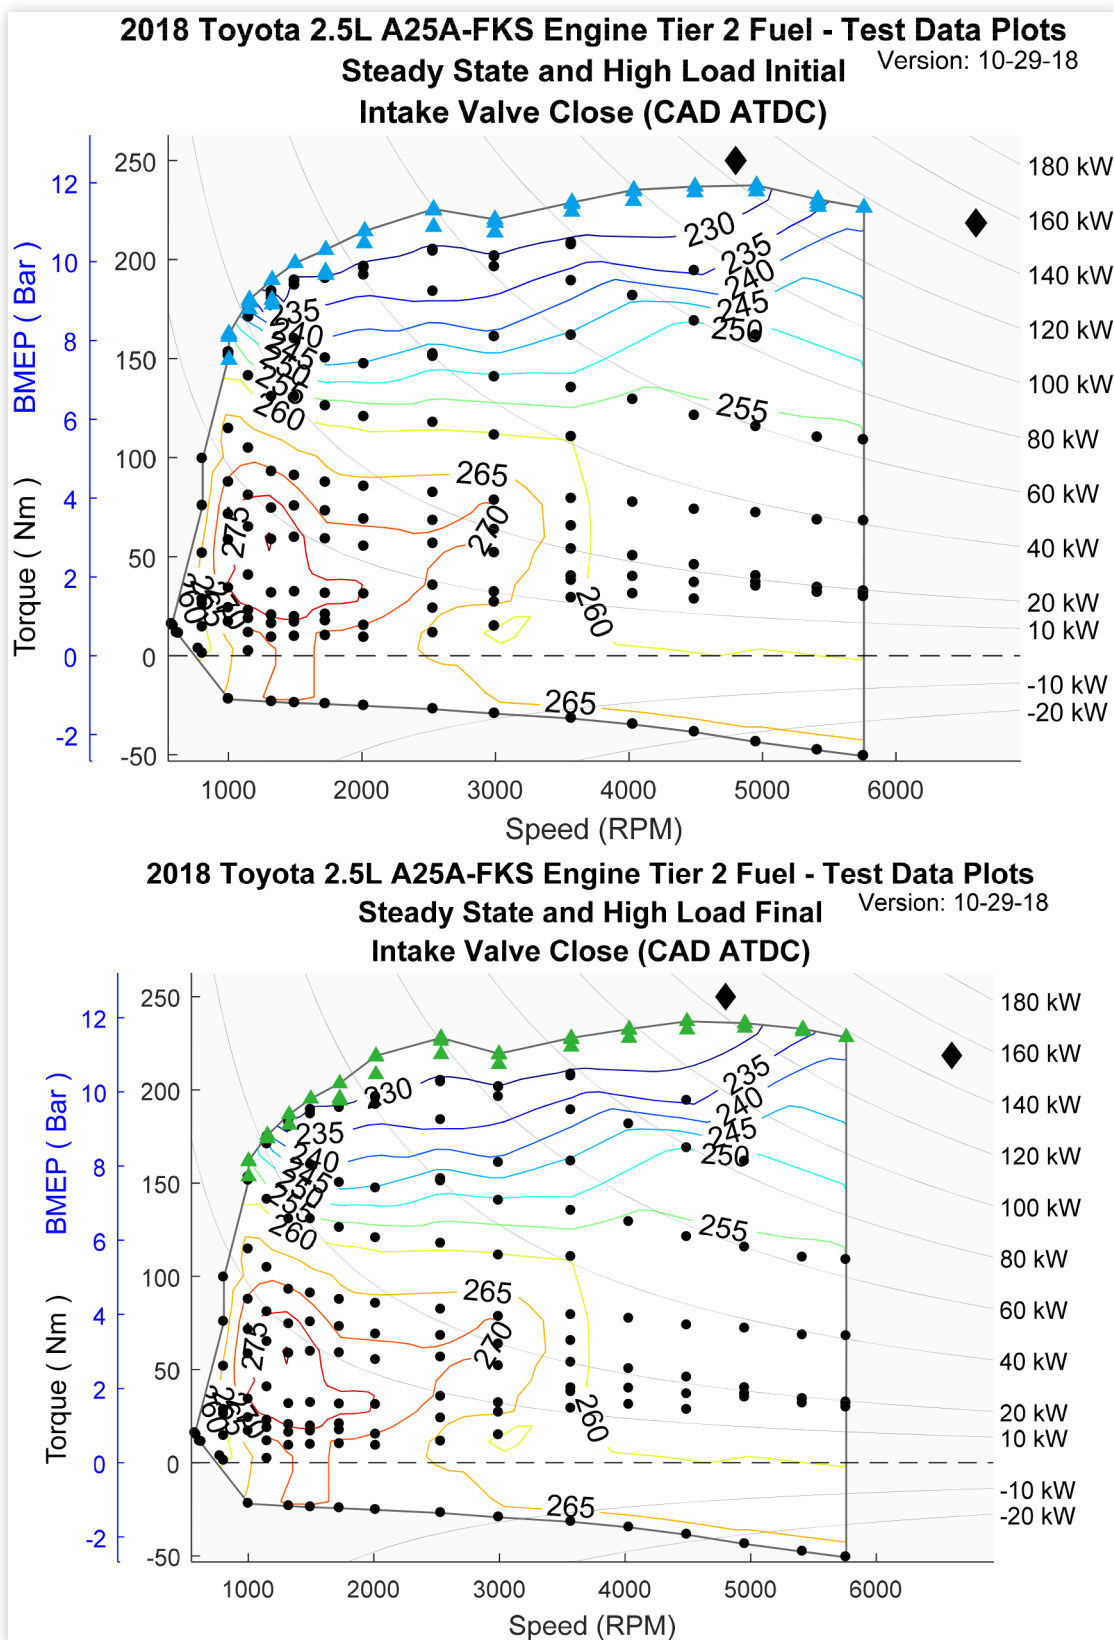 2018 Toyota 2.5L A25A-FKS Engine Tier 2 Fuel - Test Data Plots
Steady State and High Load Initial
Version: 10-29-18
Intake Valve Close (CAD ATDC)
BMEP ( Bar )
12
10
8
6
4
2
0
-2
Torque ( Nm )
250
200
150
100
50
0
-50
230
235
240
245
250
235
240
245
250
255
260
255
265
270
275
260
260
265
270
265
180 kW
160 kW
140 kW
120 kW
100 kW
80 kW
60 kW
40 kW
20 kW
10 kW
-10 kW
-20 kW
1000 2000 3000 4000 5000 6000
Speed (RPM)
2018 Toyota 2.5L A25A-FKS Engine Tier 2 Fuel - Test Data Plots
Steady State and High Load Final
Version: 10-29-18
Intake Valve Close (CAD ATDC)
BMEP ( Bar )
12
10
8
6
4
2
0
-2
Torque ( Nm )
250
200
150
100
50
0
-50
230
235
240
245
250
235
240
245
250
255
260
255
265
270
275
260
260
265
270
265
180 kW
160 kW
140 kW
120 kW
100 kW
80 kW
60 kW
40 kW
20 kW
10 kW
-10 kW
-20 kW
1000 2000 3000 4000 5000 6000
Speed (RPM)